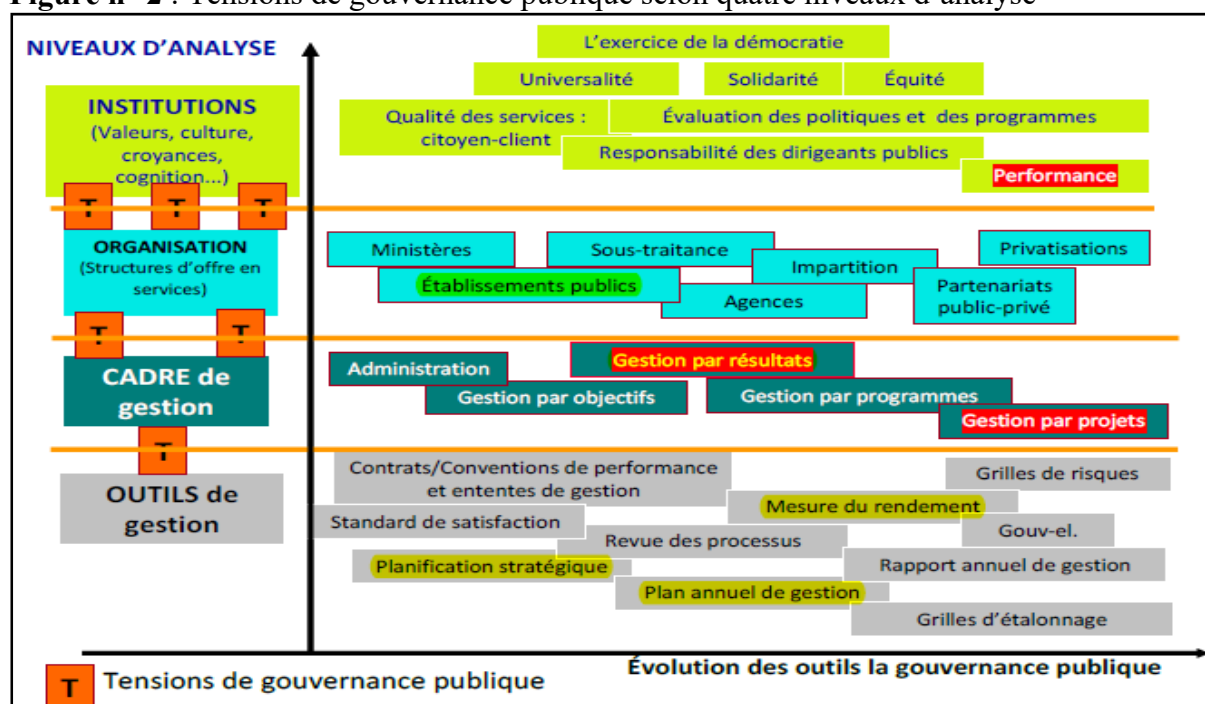 Figure n° 2 : Tensions de gouvernance publique selon quatre niveaux d'analyse
NIVEAUX D'ANALYSE
L'exercice de la démocratie
Universalité
Solidarité
Équité
INSTITUTIONS
(Valeurs, culture,
croyances,
cognition...)
Qualité des services :
citoyen-client
Évaluation des politiques et des programmes
Responsabilité des dirigeants publics
Performance
T
T
T
ORGANISATION
(Structures d'offre en
services)
Ministères
Sous-traitance
Privatisations
Impartition
Établissements publics
Agences
Partenariats
public-privé
T
T
CADRE de
gestion
Administration
Gestion par résultats
Gestion par objectifs
Gestion par programmes
Gestion par projets
T
OUTILS de
gestion
Contrats/Conventions de performance
et ententes de gestion
Grilles de risques
Mesure du rendement
Standard de satisfaction
Gouv-el.
Revue des processus
Planification stratégique
Rapport annuel de gestion
Plan annuel de gestion
Grilles d'étalonnage
Évolution des outils la gouvernance publique
T
Tensions de gouvernance publique